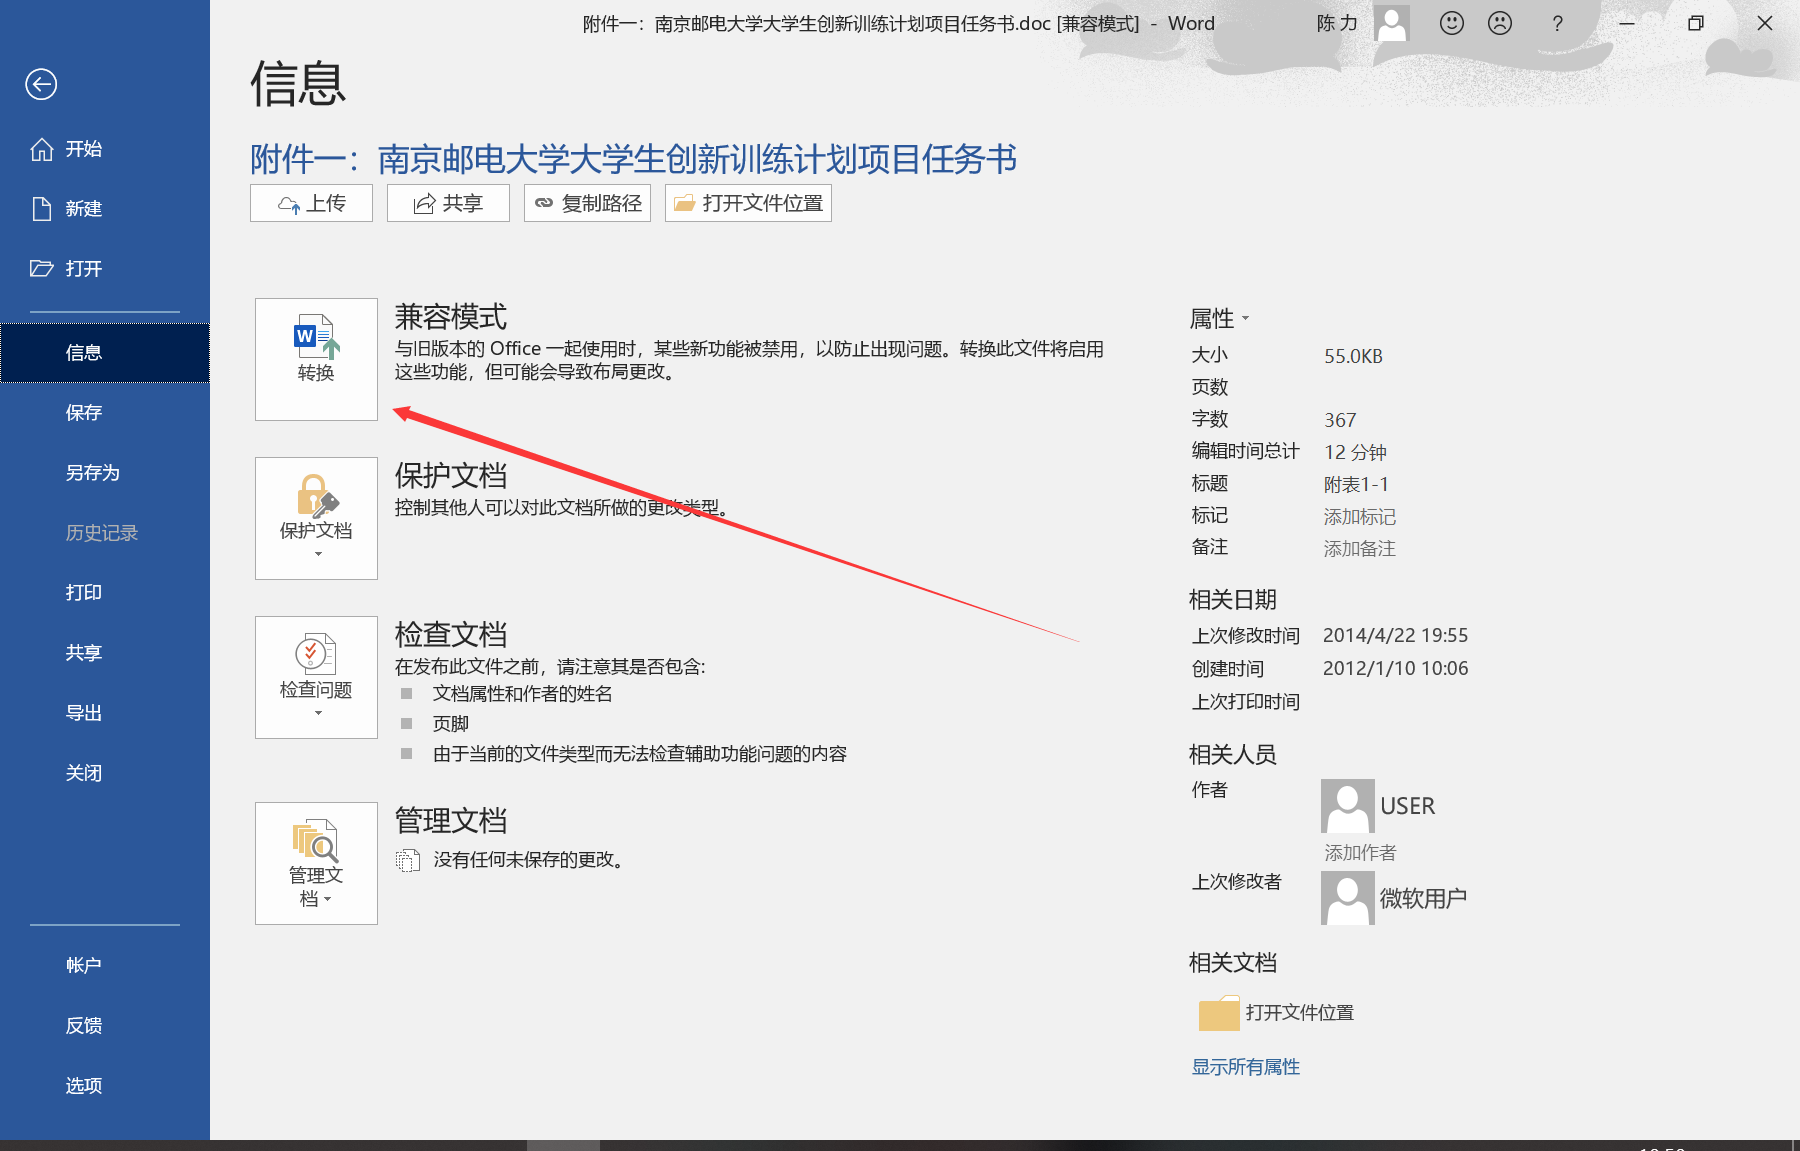 附件一：南京邮电大学大学生创新训练计划项目任务书.doc [兼容模式] - Word
陈 力
?
信息
附件一：南京邮电大学大学生创新训练计划项目任务书
上传
共享
复制路径
打开文件位置
开始
新建
打开
信息
保存
另存为
历史记录
打印
共享
导出
关闭
帐户
反馈
选项
转换
兼容模式
与旧版本的 Office 一起使用时，某些新功能被禁用，以防止出现问题。转换此文件将启用
这些功能，但可能会导致布局更改。
保护文档
保护文档
控制其他人可以对此文档所做的更改类型。
检查问题
检查文档
在发布此文件之前，请注意其是否包含:
文档属性和作者的姓名
页脚
由于当前的文件类型而无法检查辅助功能问题的内容
管理文
档
管理文档
没有任何未保存的更改。
属性
大小 55.0KB
页数
字数 367
编辑时间总计 12 分钟
标题 附表1-1
标记 添加标记
备注 添加备注
相关日期
上次修改时间 2014/4/22 19:55
创建时间 2012/1/10 10:06
上次打印时间
相关人员
作者 USER
添加作者
上次修改者 微软用户
相关文档
打开文件位置
显示所有属性